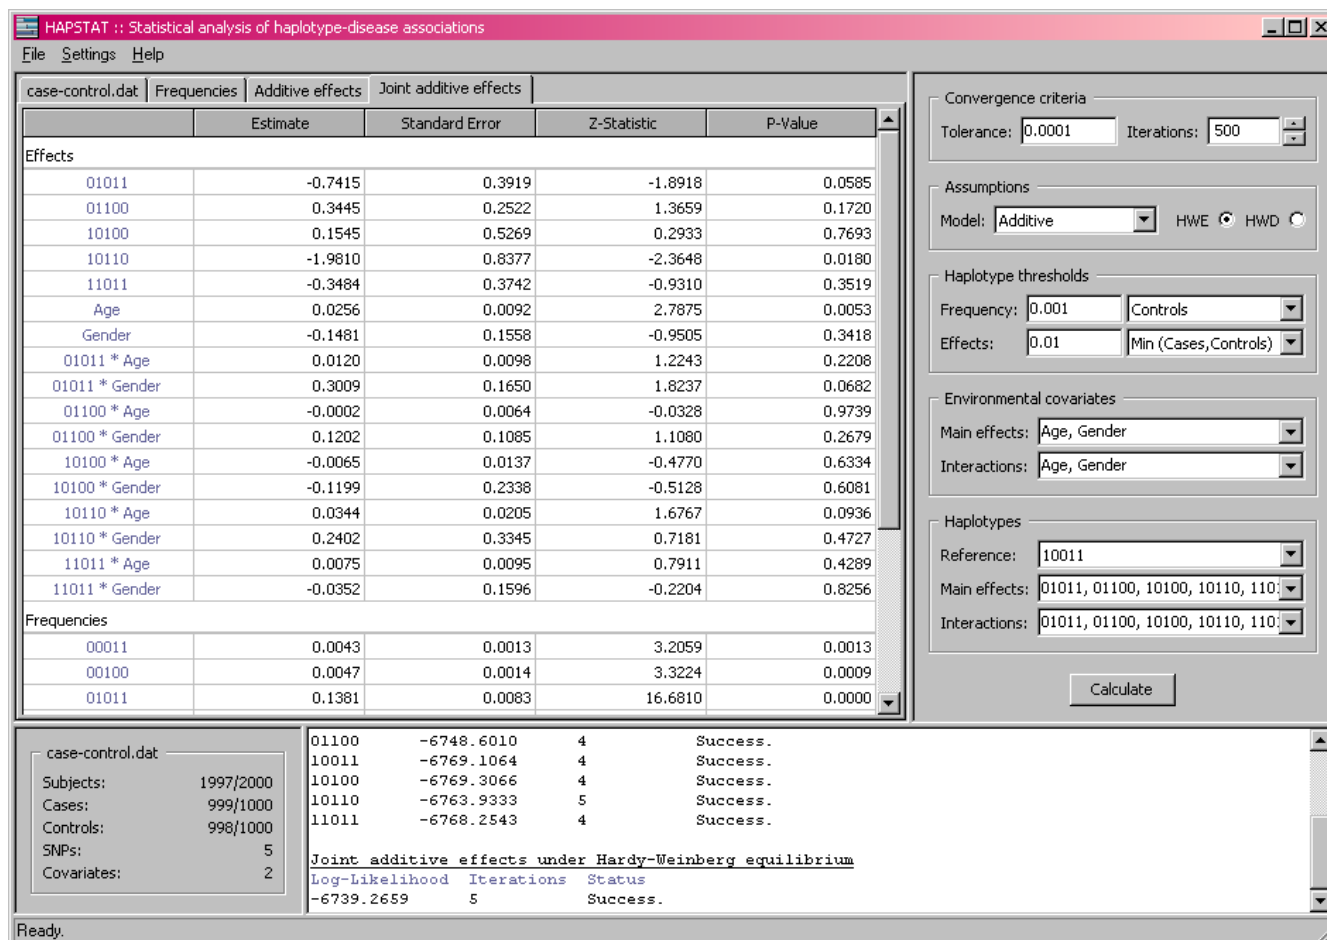 HAPSTAT :: Statistical analysis of haplotype-disease associations
File Settings Help
case-control.dat Frequencies Additive effects Joint additive effects
Estimate Standard Error Z-Statistic P-Value
Effects
01011 -0.7415 0.3919 -1.8918 0.0585
01100 0.3445 0.2522 1.3659 0.1720
10100 0.1545 0.5269 0.2933 0.7693
10110 -1.9810 0.8377 -2.3648 0.0180
11011 -0.3484 0.3742 -0.9310 0.3519
Age 0.0256 0.0092 2.7875 0.0053
Gender -0.1481 0.1558 -0.9505 0.3418
01011 * Age 0.0120 0.0098 1.2243 0.2208
01011 * Gender 0.3009 0.1650 1.8237 0.0682
01100 * Age -0.0002 0.0064 -0.0328 0.9739
01100 * Gender 0.1202 0.1085 1.1080 0.2679
10100 * Age -0.0065 0.0137 -0.4770 0.6334
10100 * Gender -0.1199 0.2338 -0.5128 0.6081
10110 * Age 0.0344 0.0205 1.6767 0.0936
10110 * Gender 0.2402 0.3345 0.7181 0.4727
11011 * Age 0.0075 0.0095 0.7911 0.4289
11011 * Gender -0.0352 0.1596 -0.2204 0.8256
Frequencies
00011 0.0043 0.0013 3.2059 0.0013
00100 0.0047 0.0014 3.3224 0.0009
01011 0.1381 0.0083 16.6810 0.0000
Convergence criteria
Tolerance: 0.0001 Iterations: 500
Assumptions
Model: Additive HWE HWD
Haplotype thresholds
Frequency: 0.001 Controls
Effects: 0.01 Min (Cases,Controls)
Environmental covariates
Main effects: Age, Gender
Interactions: Age, Gender
Haplotypes
Reference: 10011
Main effects: 01011, 01100, 10100, 10110, 110
Interactions: 01011, 01100, 10100, 10110, 110
Calculate
case-control.dat
Subjects: 1997/2000
Cases: 999/1000
Controls: 998/1000
SNPs: 5
Covariates: 2
01100 -6748.6010 4 Success.
10011 -6769.1064 4 Success.
10100 -6769.3066 4 Success.
10110 -6763.9333 5 Success.
11011 -6768.2543 4 Success.
Joint additive effects under Hardy-Weinberg equilibrium
Log-Likelihood Iterations Status
-6739.2659 5 Success.
Ready.